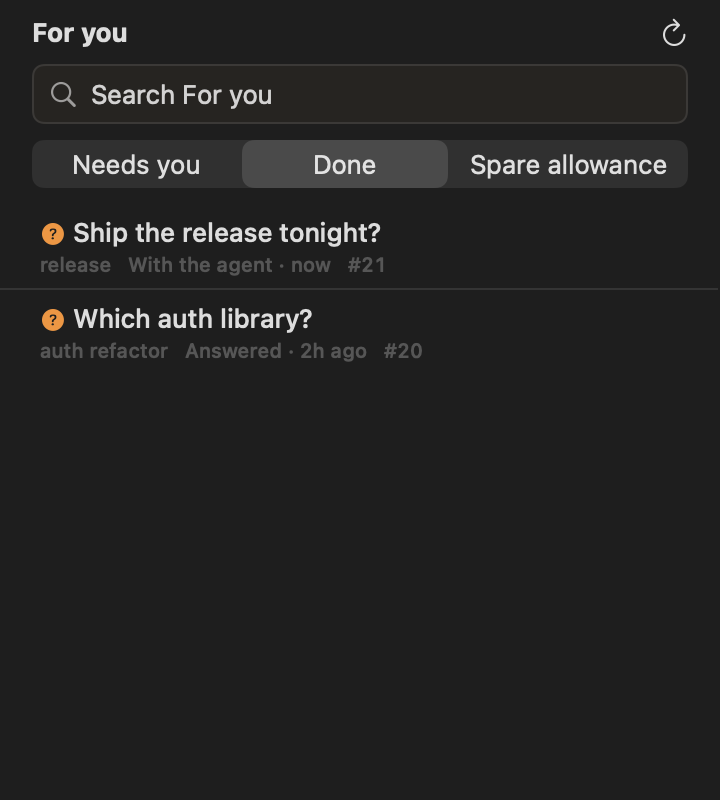 For you
Search For you
Needs you Done Spare allowance
? Ship the release tonight?
release With the agent · now #21
? Which auth library?
auth refactor Answered · 2h ago #20